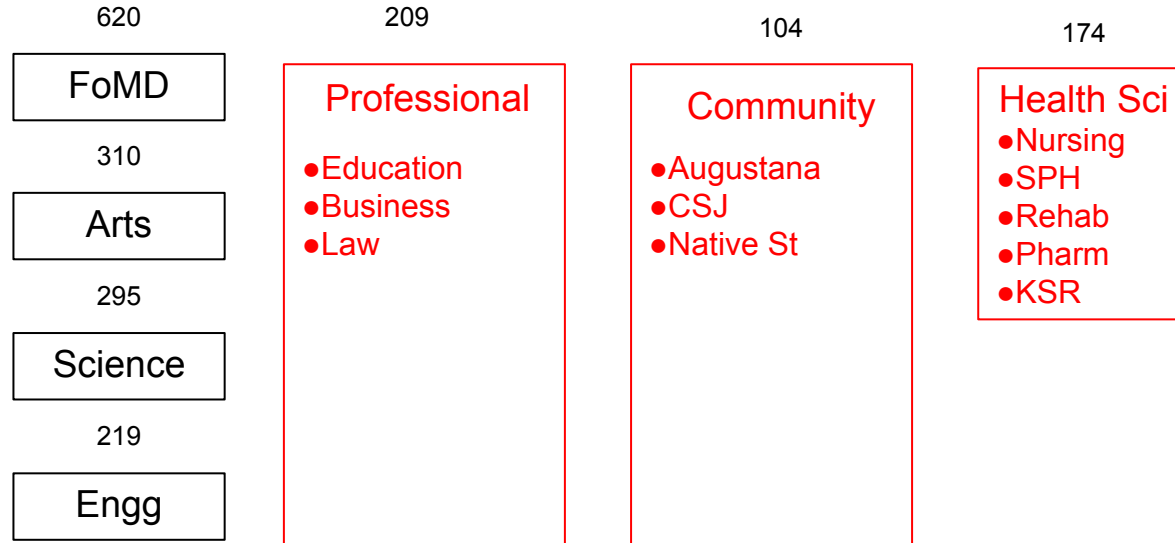 620
FoMD
310
Arts
295
Science
219
Engg
209
Professional
●Education
●Business
●Law
104
Community
●Augustana
●CSJ
●Native St
174
Health Sci
●Nursing
●SPH
●Rehab
●Pharm
●KSR